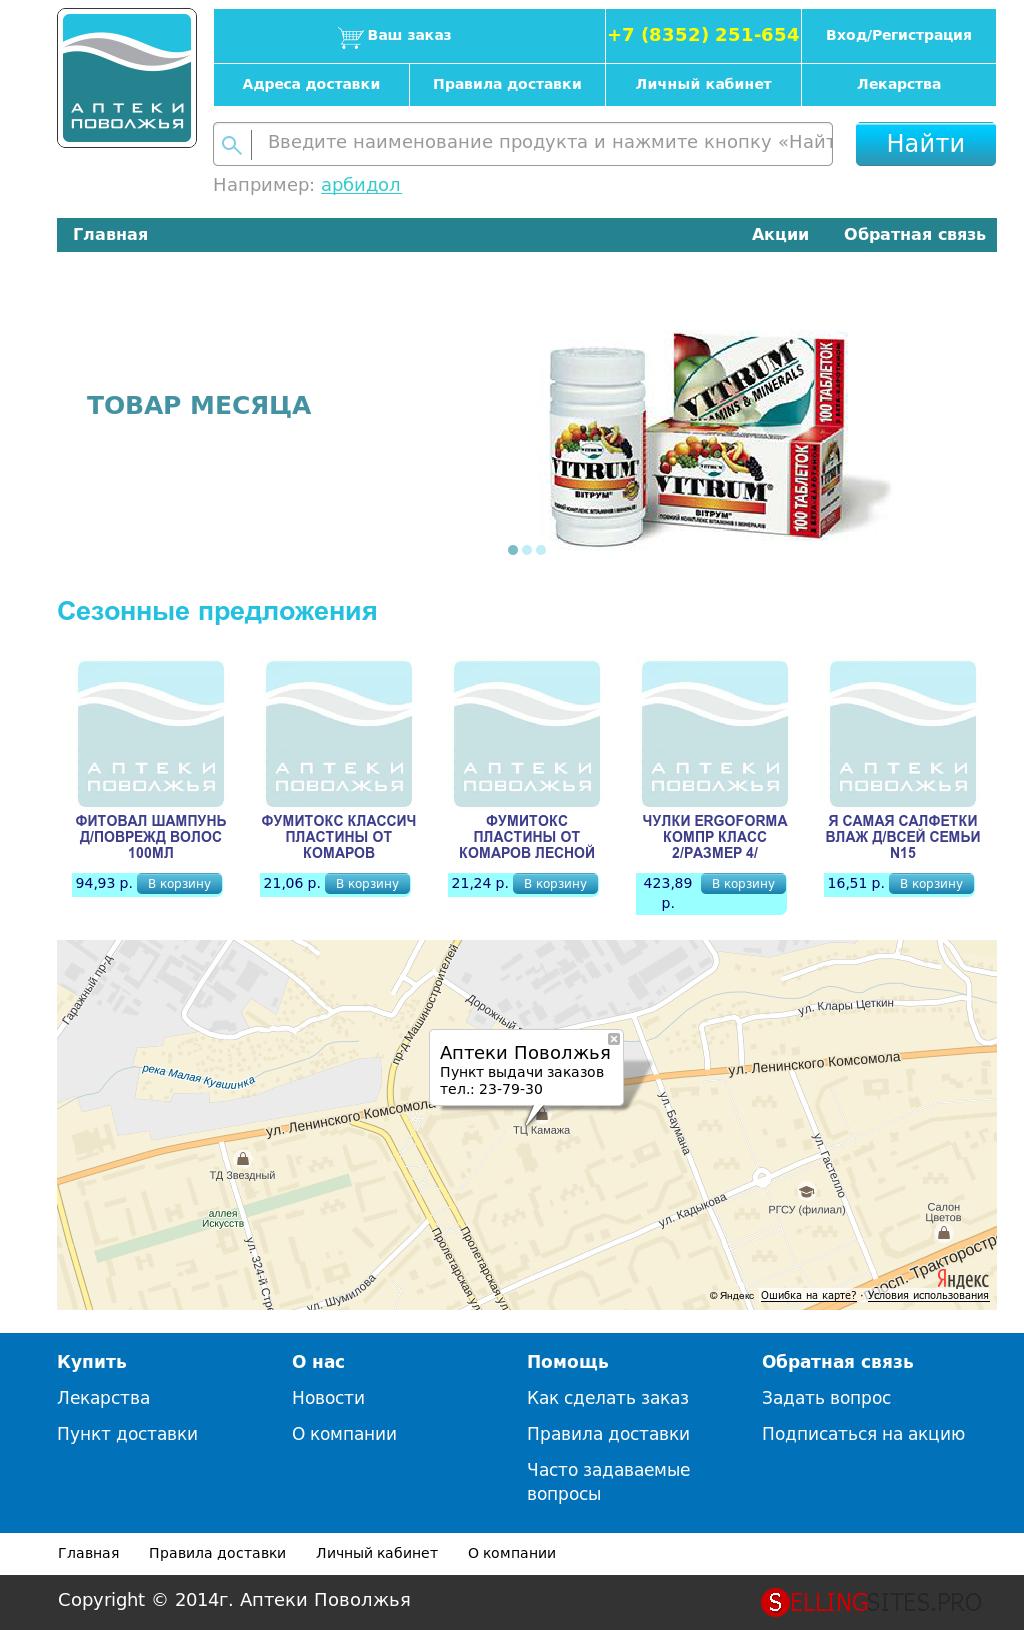 АПТЕКИ
ПОВОЛЖЬЯ
Ваш заказ
+7 (8352) 251-654
Вход/Регистрация
Адреса доставки
Правила доставки
Личный кабинет
Лекарства
Введите наименование продукта и нажмите кнопку «Найт
Найти
Например: арбидол
Главная
Акции
Обратная связь
ТОВАР МЕСЯЦА
VITRUM
VITAMINS & MINERALS
100 ТАБЛЕТОК
VITRUM
ВІТРУМ
VITRUM
ВІТРУМ
100 ТАБЛЕТОК
Сезонные предложения
АПТЕКИ
ПОВОЛЖЬЯ
АПТЕКИ
ПОВОЛЖЬЯ
АПТЕКИ
ПОВОЛЖЬЯ
АПТЕКИ
ПОВОЛЖЬЯ
АПТЕКИ
ПОВОЛЖЬЯ
ФИТОВАЛ ШАМПУНЬ
Д/ПОВРЕЖД ВОЛОС
100МЛ
ФУМИТОКС КЛАССИЧ
ПЛАСТИНЫ ОТ
КОМАРОВ
ФУМИТОКС
ПЛАСТИНЫ ОТ
КОМАРОВ ЛЕСНОЙ
ЧУЛКИ ERGOFORMA
КОМПР КЛАСС
2/РАЗМЕР 4/
Я САМАЯ САЛФЕТКИ
ВЛАЖ Д/ВСЕЙ СЕМЬИ
N15
94,93 р.
В корзину
21,06 р.
В корзину
21,24 р.
В корзину
423,89
р.
В корзину
16,51 р.
В корзину
Гаражный пр-д
пр-д Машиностроителей
Дорожный
ул. Клары Цеткин
река Малая Кувшинка
Аптеки Поволжья
Пункт выдачи заказов
тел.: 23-79-30
ул. Ленинского Комсомола
ул. Ленинского Комсомола
ТЦ Камажа
ул. Баумана
ул. Гастелло
ТД Звездный
аллея
Искусств
ул. 324-й Стре
ул. Шумилова
Пролетарская ул.
Пролетарская ул.
ул. Кадыкова
РГСУ (филиал)
Салон
Цветов
просп. Тракторостр
Яндекс
© Яндекс Ошибка на карте? · Условия использования
Купить
Лекарства
Пункт доставки
О нас
Новости
О компании
Помощь
Как сделать заказ
Правила доставки
Часто задаваемые
вопросы
Обратная связь
Задать вопрос
Подписаться на акцию
Главная
Правила доставки
Личный кабинет
О компании
Copyright © 2014г. Аптеки Поволжья
SELLINGSITES.PRO